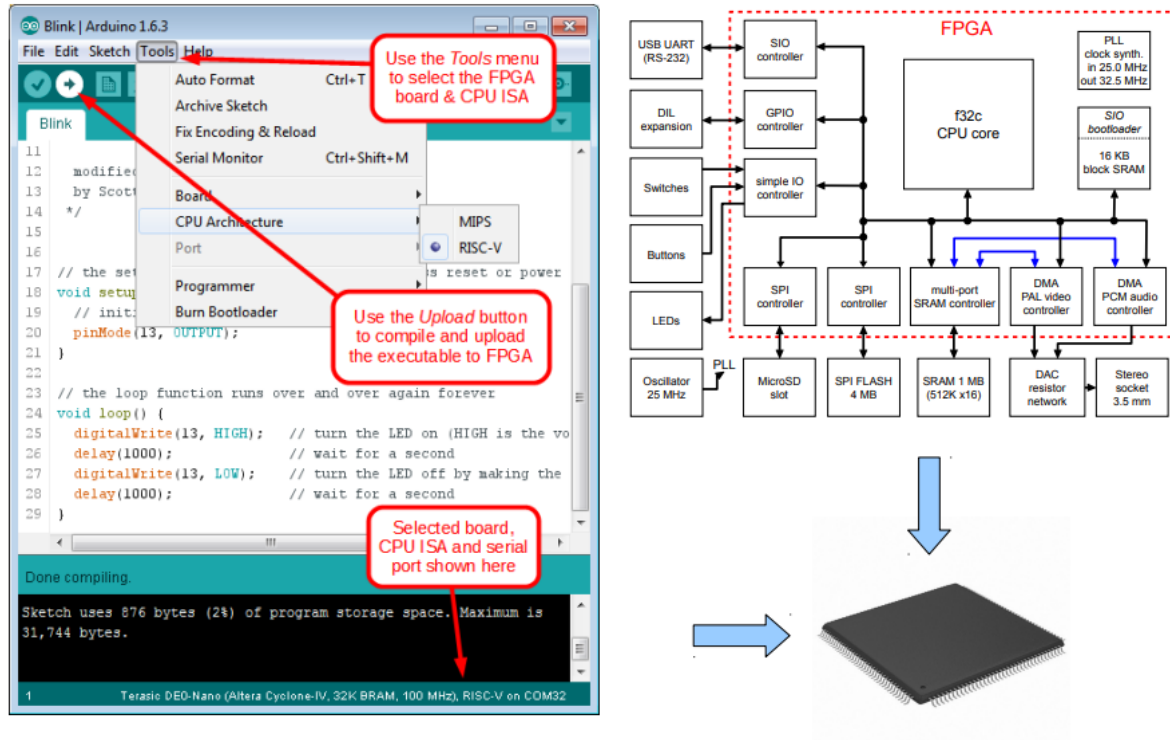 Blink | Arduino 1.6.3
File Edit Sketch Tools Help
Use the Tools menu
to select the FPGA
board & CPU ISA
Auto Format Ctrl+T
Archive Sketch
Fix Encoding & Reload
Serial Monitor Ctrl+Shift+M
Board
CPU Architecture
MIPS
RISC-V
Port
Programmer
Burn Bootloader
Blink
11
12 modified
13 by Scott
14 */
15
16
17 // the set s reset or power
18 void setup
19 // initi
20 pinMode(13, OUTPUT);
21 }
22
23 // the loop function runs over and over again forever
24 void loop() {
25 digitalWrite(13, HIGH); // turn the LED on (HIGH is the vo
26 delay(1000); // wait for a second
27 digitalWrite(13, LOW); // turn the LED off by making the
28 delay(1000); // wait for a second
29 }
Use the Upload button
to compile and upload
the executable to FPGA
Selected board,
CPU ISA and serial
port shown here
Done compiling.
Sketch uses 876 bytes (2%) of program storage space. Maximum is
31,744 bytes.
1 Terasic DE0-Nano (Altera Cyclone-IV, 32K BRAM, 100 MHz), RISC-V on COM32
FPGA
USB UART
(RS-232)
SIO
controller
PLL
clock synth.
in 25.0 MHz
out 32.5 MHz
DIL
expansion
GPIO
controller
f32c
CPU core
SIO
bootloader
16 KB
block SRAM
Switches
simple IO
controller
Buttons
LEDs
SPI
controller
SPI
controller
multi-port
SRAM controller
DMA
PAL video
controller
DMA
PCM audio
controller
Oscillator
25 MHz
PLL
MicroSD
slot
SPI FLASH
4 MB
SRAM 1 MB
(512K x16)
DAC
resistor
network
Stereo
socket
3.5 mm